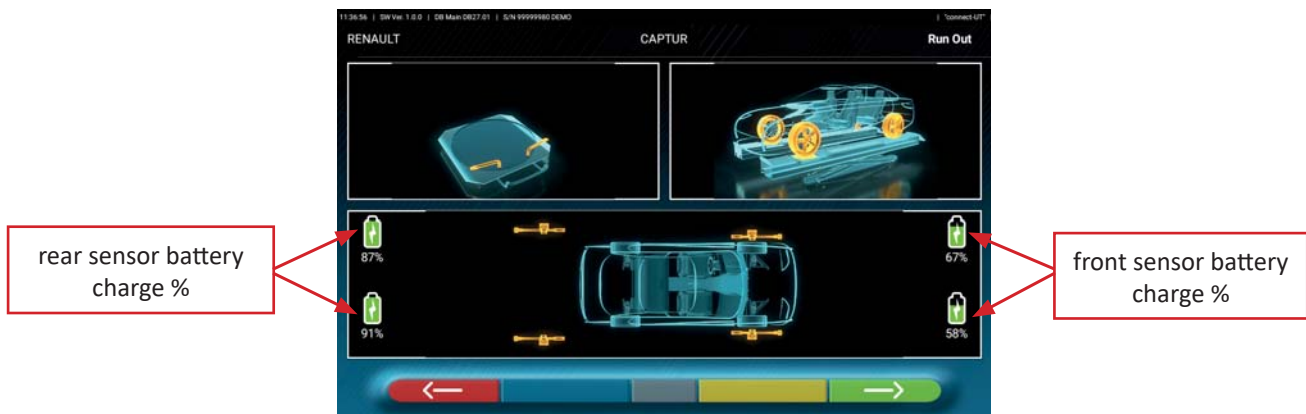 11:36:56 | SW Ver. 1.0.0 | DB Main DB27.01 | S/N 99999980 DEMO | "connect-UT"
RENAULT CAPTUR Run Out
87% 67%
rear sensor battery
charge %
front sensor battery
charge %
91% 58%